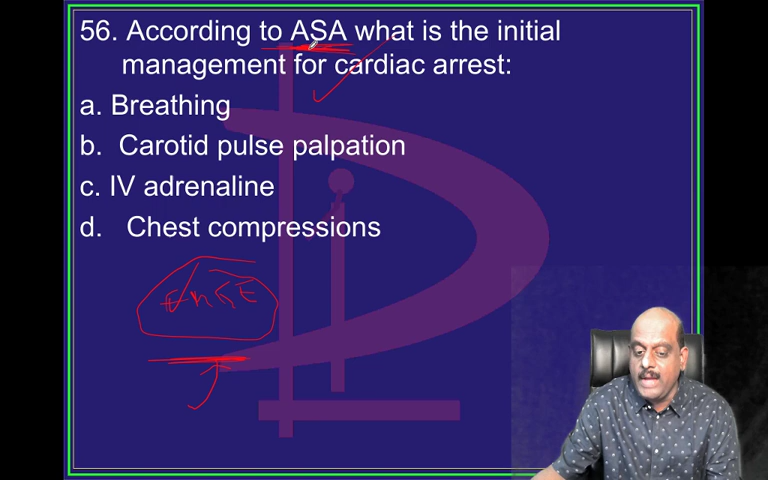 56. According to ASA what is the initial
management for cardiac arrest:
a. Breathing
b. Carotid pulse palpation
c. IV adrenaline
d. Chest compressions